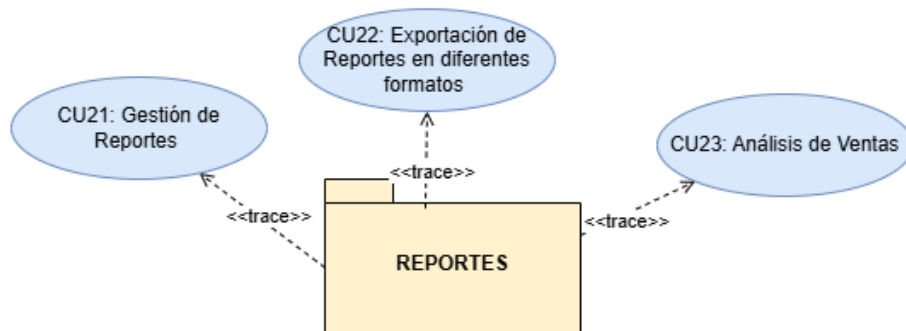 CU22: Exportación de
Reportes en diferentes
formatos
CU21: Gestión de
Reportes
CU23: Análisis de Ventas
<<trace>>
<<trace>>
<<trace>>
REPORTES